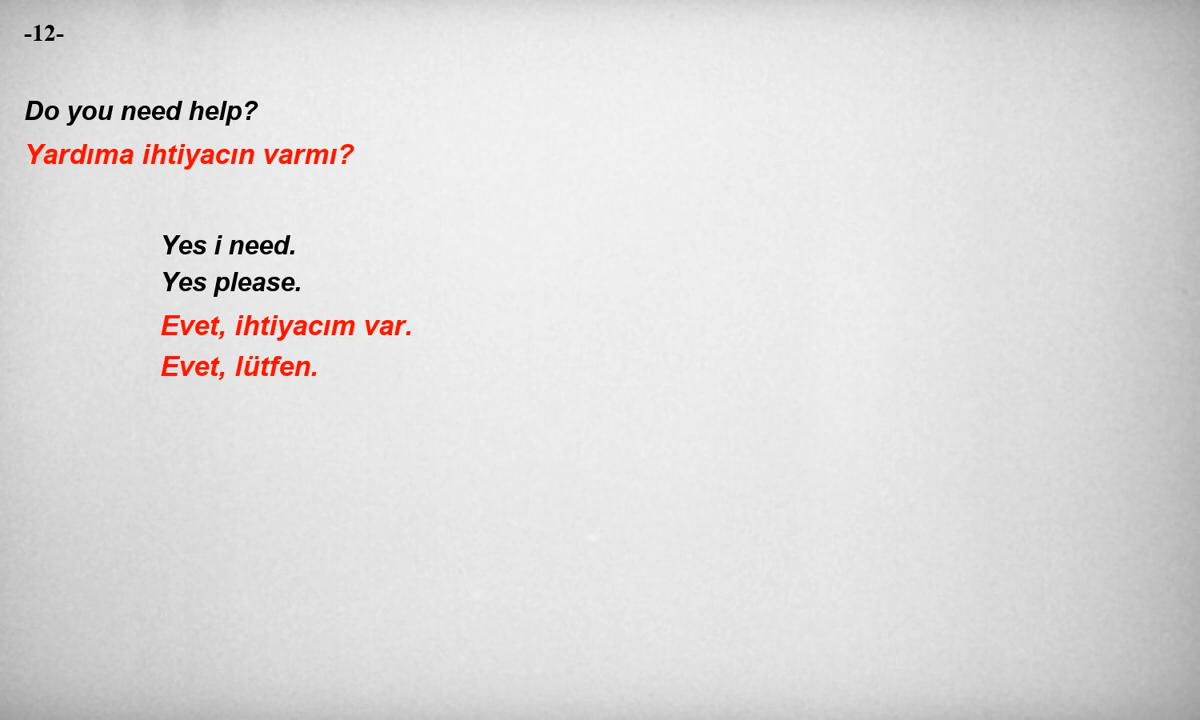 -12-
Do you need help?
Yardıma ihtiyacın varmı?
Yes i need.
Yes please.
Evet, ihtiyacım var.
Evet, lütfen.